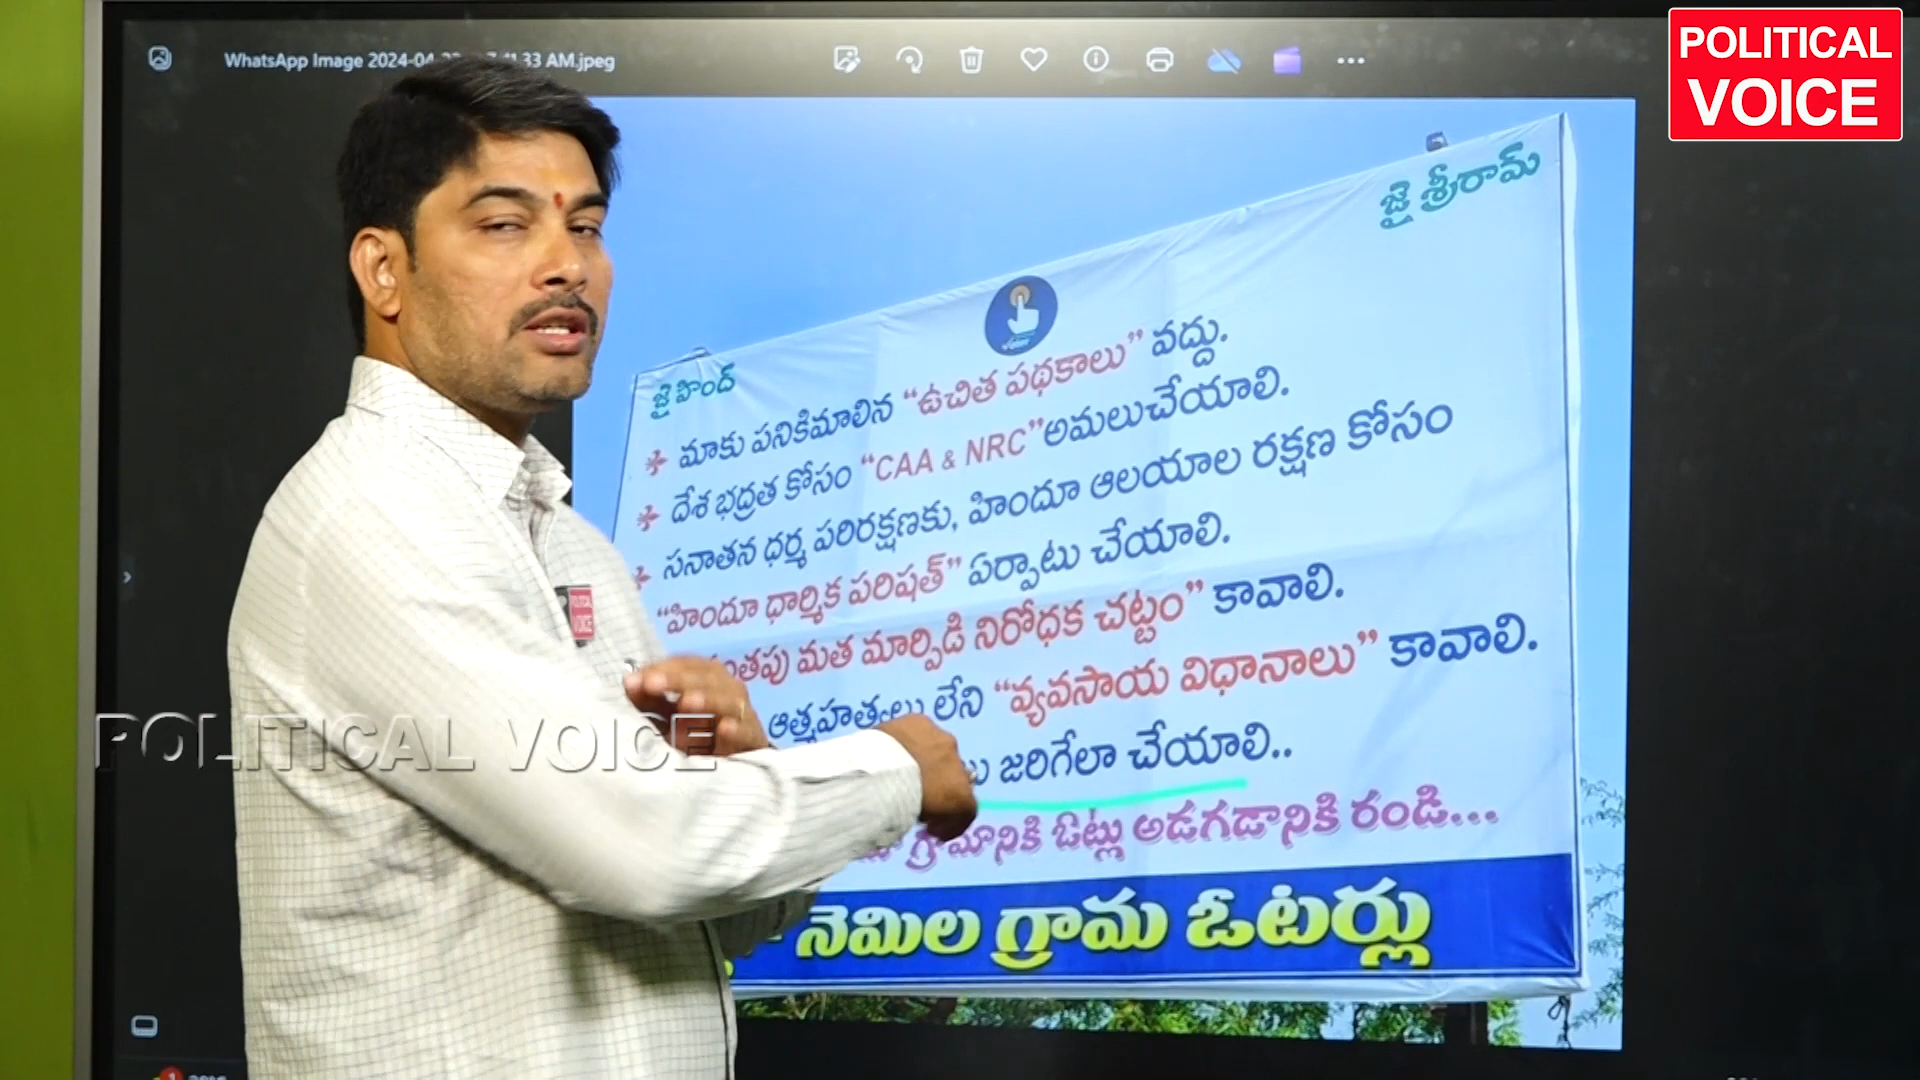 WhatsApp Image 2024-04 33 AM.jpeg
POLITICAL
VOICE
జై శ్రీరామ్
జై హింద్
మాకు పనికిమాలిన “ఉచిత పథకాలు” వద్దు.
దేశ భద్రత కోసం “CAA & NRC”అమలుచేయాలి.
సనాతన ధర్మ పరిరక్షణకు, హిందూ ఆలయాల రక్షణ కోసం
“హిందూ ధార్మిక పరిషత్” ఏర్పాటు చేయాలి.
మత మార్పిడి నిరోధక చట్టం” కావాలి.
ఆత్మహత్యలు లేని “వ్యవసాయ విధానాలు” కావాలి.
జరిగేలా చేయాలి..
గ్రామానికి ఓట్లు అడగడానికి రండి...
నెమిల గ్రామ ఓటర్లు
POLITICAL
VOICE
POLITICAL VOICE